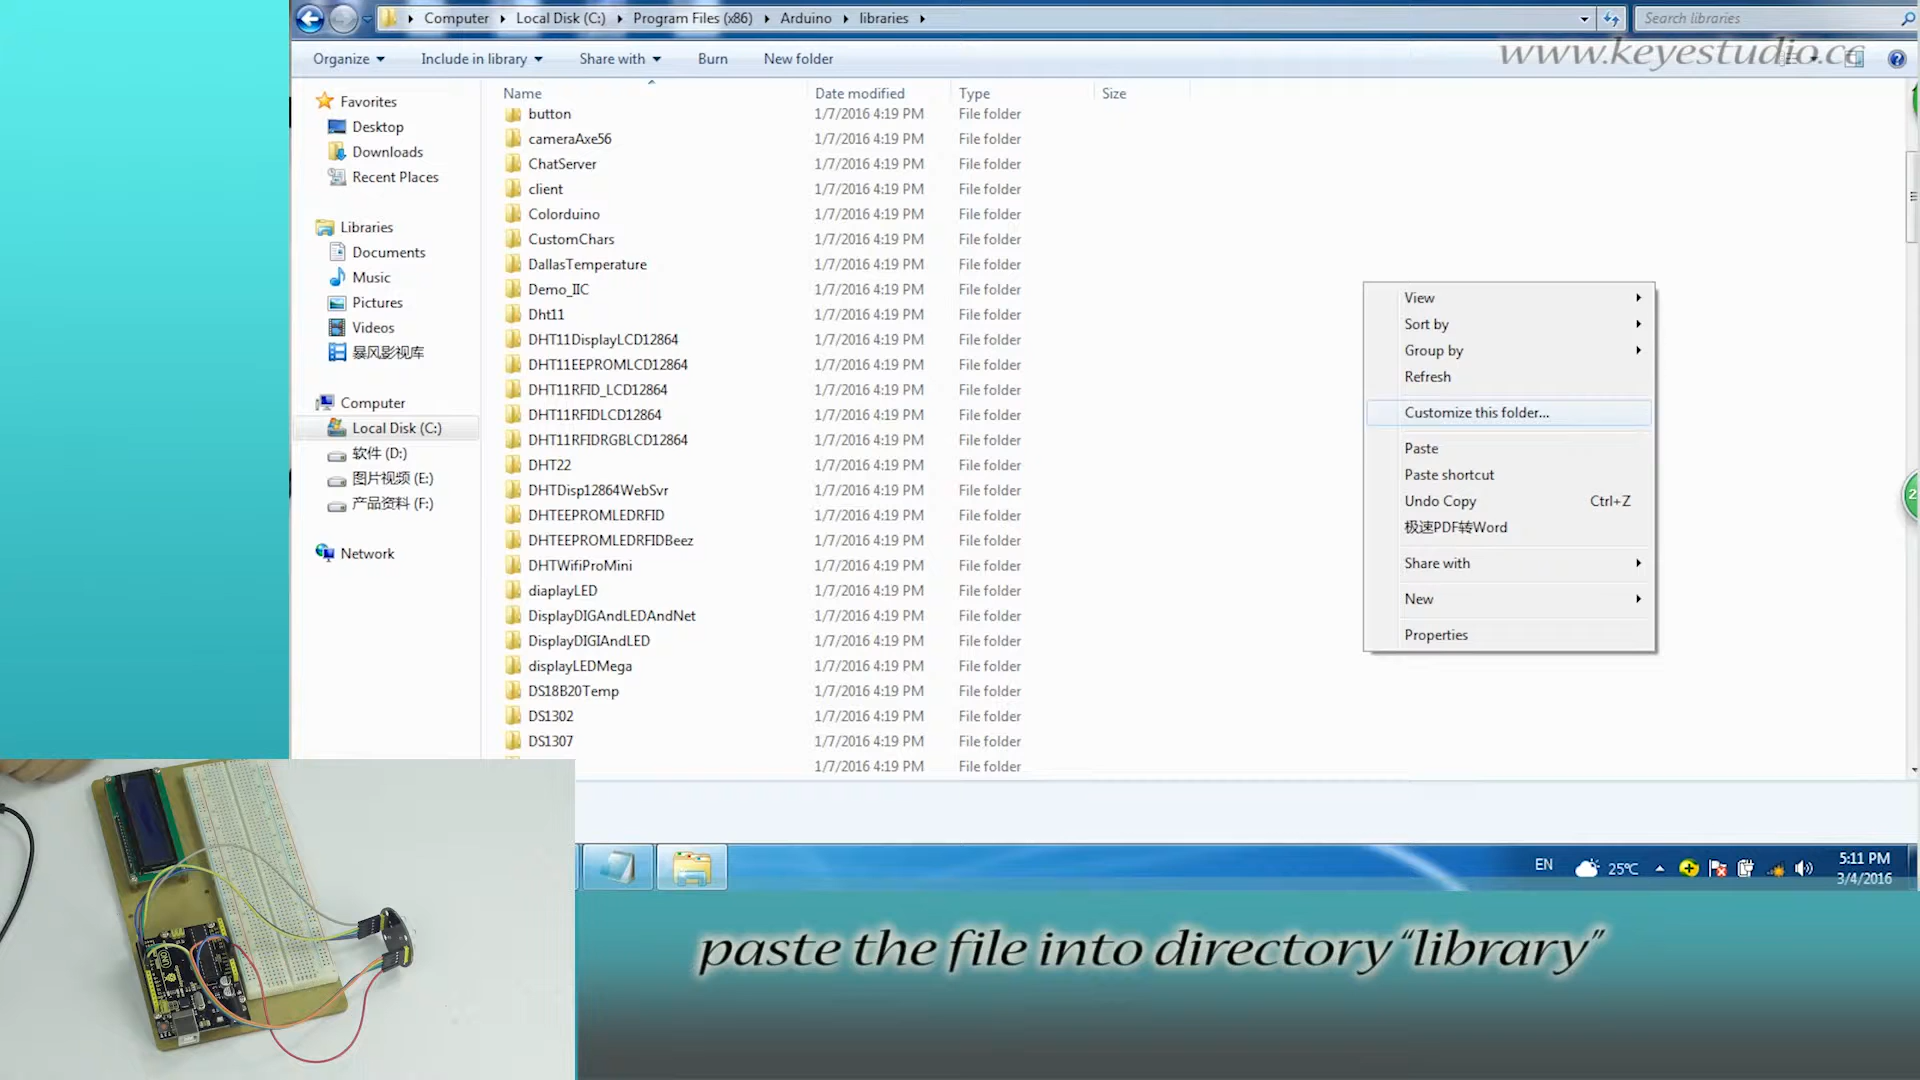 Computer Local Disk (C:) Program Files (x86) Arduino libraries
Search libraries
www.keyestudio.cc
Organize Include in library Share with Burn New folder
Name Date modified Type Size
Favorites
Desktop
Downloads
Recent Places
Libraries
Documents
Music
Pictures
Videos
暴风影视库
Computer
Local Disk (C:)
软件 (D:)
图片视频 (E:)
产品资料 (F:)
Network
button 1/7/2016 4:19 PM File folder
cameraAxe56 1/7/2016 4:19 PM File folder
ChatServer 1/7/2016 4:19 PM File folder
client 1/7/2016 4:19 PM File folder
Colorduino 1/7/2016 4:19 PM File folder
CustomChars 1/7/2016 4:19 PM File folder
DallasTemperature 1/7/2016 4:19 PM File folder
Demo_IIC 1/7/2016 4:19 PM File folder
Dht11 1/7/2016 4:19 PM File folder
DHT11DisplayLCD12864 1/7/2016 4:19 PM File folder
DHT11EEPROMLCD12864 1/7/2016 4:19 PM File folder
DHT11RFID_LCD12864 1/7/2016 4:19 PM File folder
DHT11RFIDLCD12864 1/7/2016 4:19 PM File folder
DHT11RFIDRGBLCD12864 1/7/2016 4:19 PM File folder
DHT22 1/7/2016 4:19 PM File folder
DHTDisp12864WebSvr 1/7/2016 4:19 PM File folder
DHTEEPROMLEDRFID 1/7/2016 4:19 PM File folder
DHTEEPROMLEDRFIDBeez 1/7/2016 4:19 PM File folder
DHTWifiProMini 1/7/2016 4:19 PM File folder
diaplayLED 1/7/2016 4:19 PM File folder
DisplayDIGAndLEDAndNet 1/7/2016 4:19 PM File folder
DisplayDIGIAndLED 1/7/2016 4:19 PM File folder
displayLEDMega 1/7/2016 4:19 PM File folder
DS18B20Temp 1/7/2016 4:19 PM File folder
DS1302 1/7/2016 4:19 PM File folder
DS1307 1/7/2016 4:19 PM File folder
1/7/2016 4:19 PM File folder
View
Sort by
Group by
Refresh
Customize this folder...
Paste
Paste shortcut
Undo Copy Ctrl+Z
极速PDF转Word
Share with
New
Properties
2
EN 25℃ 5:11 PM
3/4/2016
paste the file into directory“library”